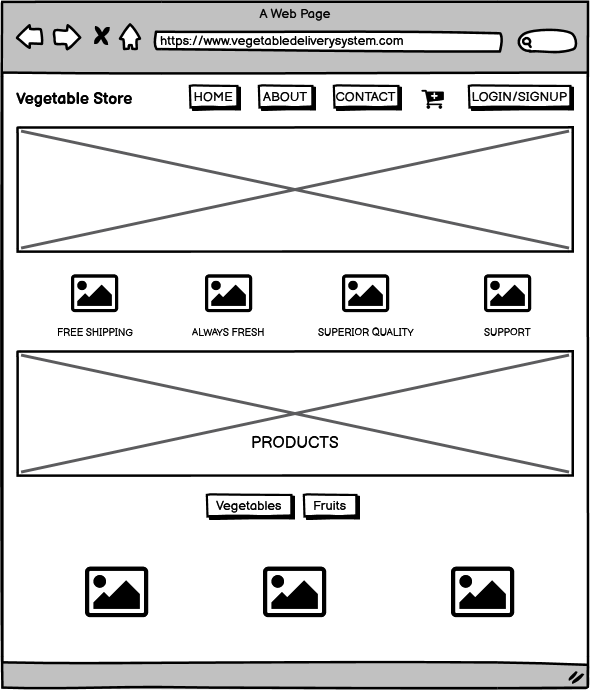 A Web Page
https://www.vegetabledeliverysystem.com
Vegetable Store
HOME
ABOUT
CONTACT
LOGIN/SIGNUP
FREE SHIPPING
ALWAYS FRESH
SUPERIOR QUALITY
SUPPORT
PRODUCTS
Vegetables
Fruits